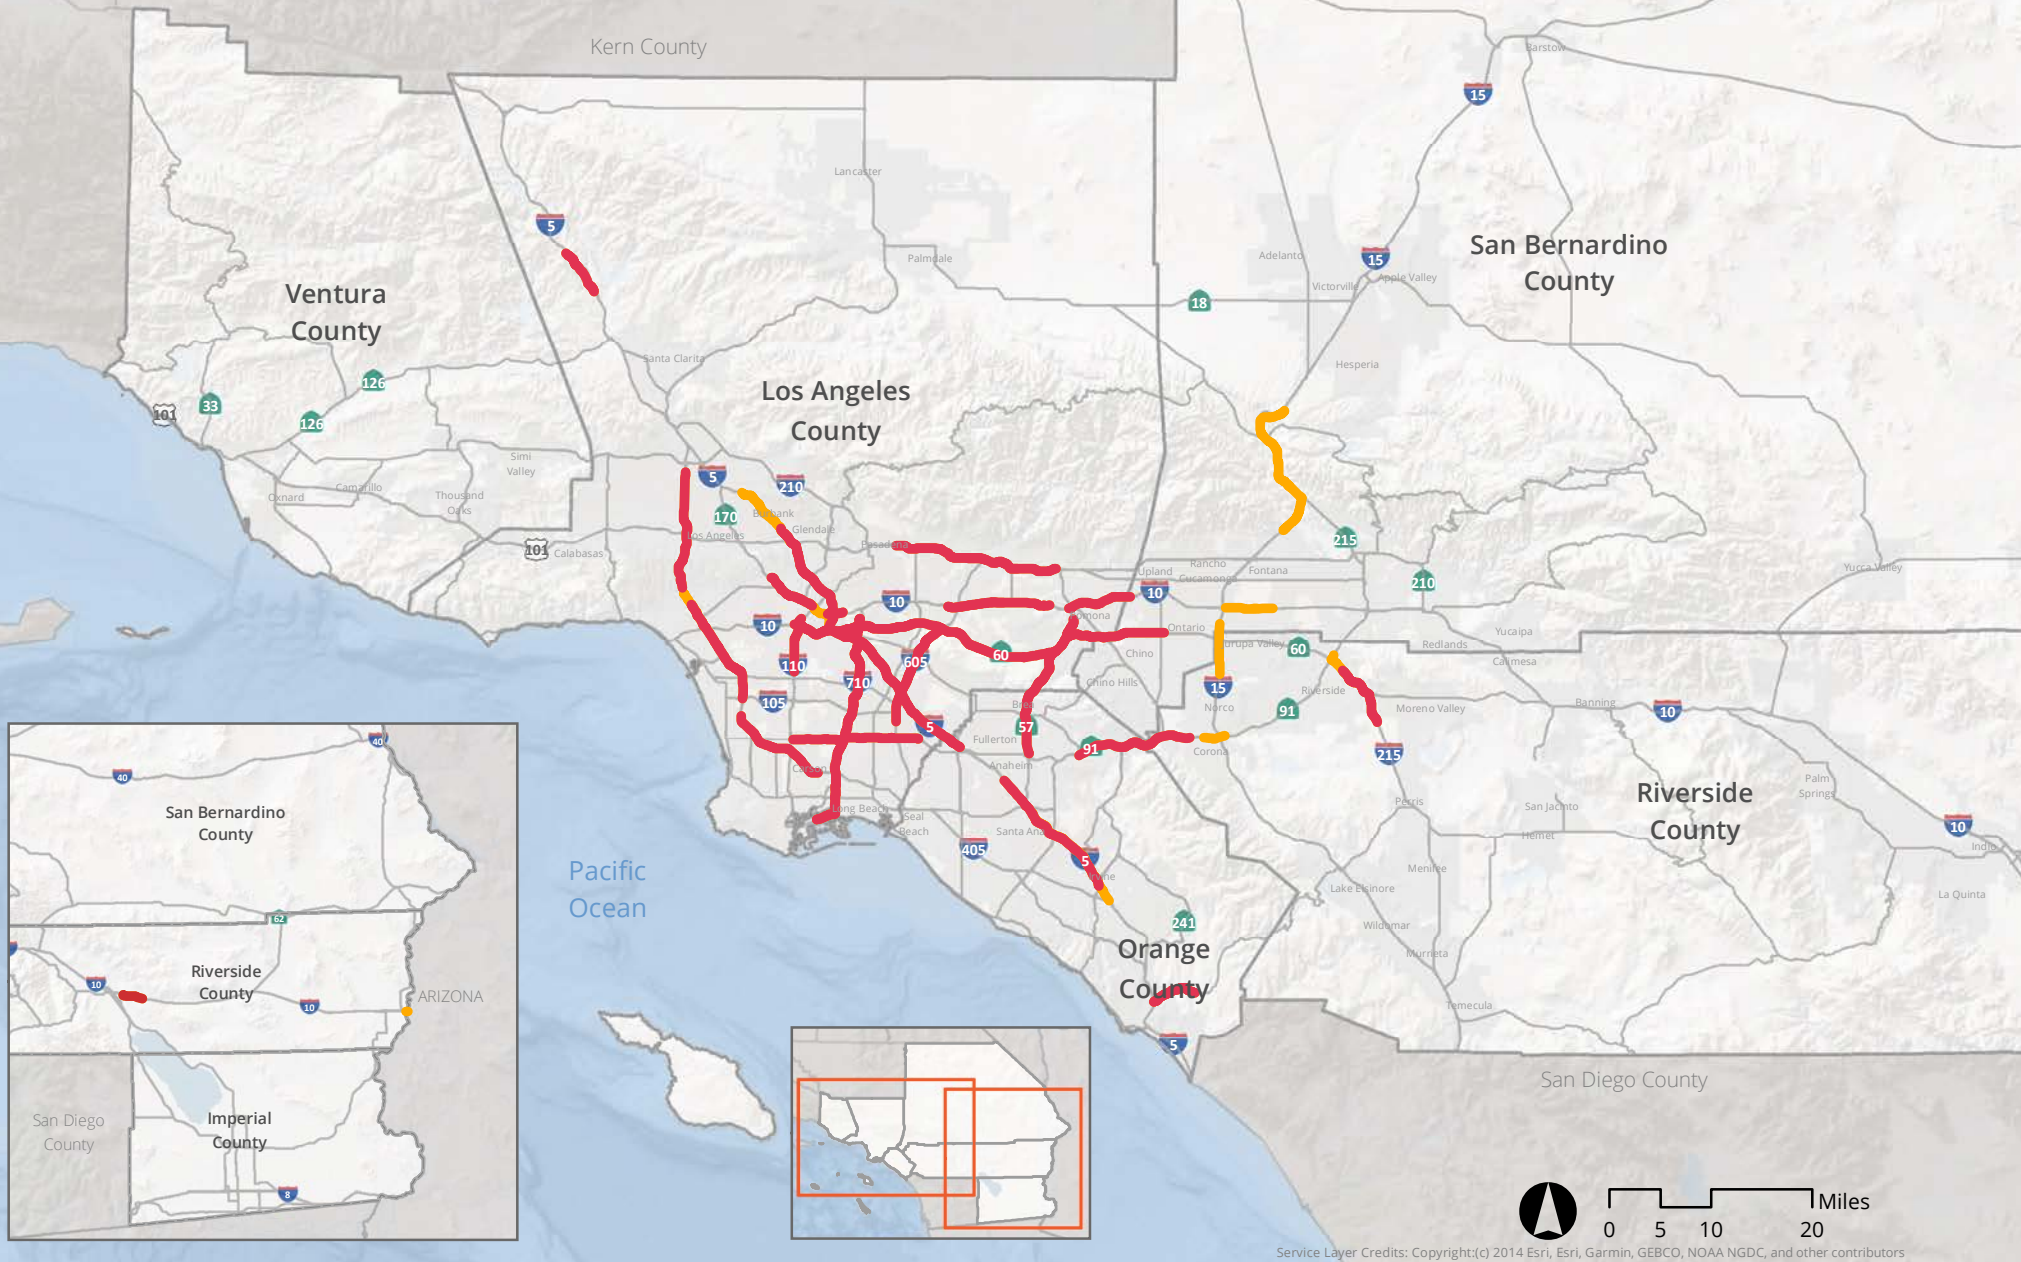 Kern County
Barstow
15
Lancaster
5
San Bernardino
County
Adelanto
15
Palmdale
Apple Valley
Victorville
Ventura
County
18
Santa Clarita
Hesperia
126
Los Angeles
County
33
101
126
Simi
Valley
5
210
Camarillo
Oxnard
Thousand
Oaks
170
Burbank
Glendale
Los Angeles
215
101
Calabasas
Pasadena
Rancho
Cucamonga
Upland
Fontana
Yucca Valley
210
10
10
Pomona
10
Ontario
Yucaipa
Jurupa Valley
60
Redlands
Calimesa
60
Chino
110
605
710
Chino Hills
15
Riverside
105
Brea
Norco
91
Moreno Valley
Banning
10
5
57
Fullerton
91
Corona
215
Anaheim
Carson
Palm
Springs
Riverside
County
Perris
San Jacinto
Long Beach
Seal
Beach
Santa Ana
Hemet
10
Indio
405
5
Irvine
Menifee
Lake Elsinore
La Quinta
Pacific
Ocean
241
Wildomar
Orange
County
Murrieta
Temecula
5
San Diego County
40
40
San Bernardino
County
62
Riverside
County
10
10
ARIZONA
San Diego
County
Imperial
County
8
Miles
0 5 10 20
Service Layer Credits: Copyright:(c) 2014 Esri, Esri, Garmin, GEBCO, NOAA NGDC, and other contributors